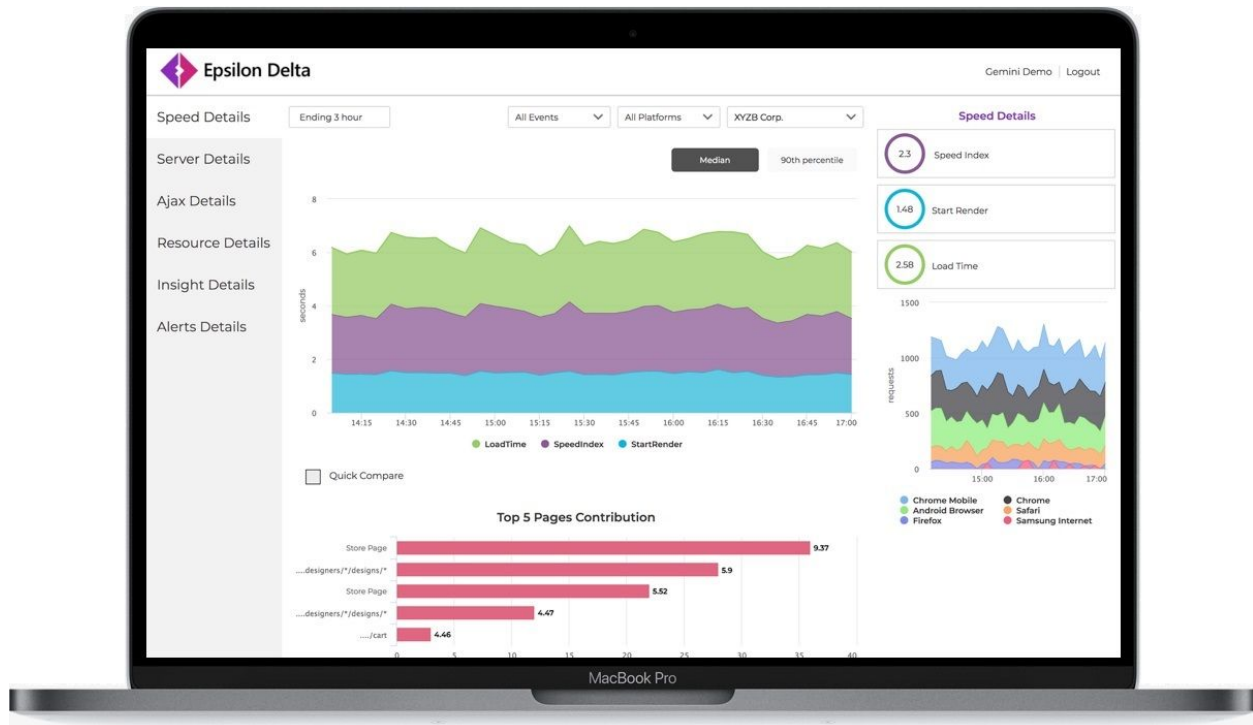 Epsilon Delta
Gemini Demo | Logout
Speed Details
Server Details
Ajax Details
Resource Details
Insight Details
Alerts Details
Ending 3 hour
All Events
All Platforms
XYZB Corp.
Median
90th percentile
seconds
8
6
4
2
0
14:15 14:30 14:45 15:00 15:15 15:30 15:45 16:00 16:15 16:30 16:45 17:00
LoadTime SpeedIndex StartRender
Quick Compare
Top 5 Pages Contribution
Store Page 9.37
....designers/*/designs/* 5.9
Store Page 5.52
....designers/*/designs/* 4.47
..../cart 4.46
0 5 10 15 20 25 30 35 40
Speed Details
2.3 Speed Index
1.48 Start Render
2.58 Load Time
requests
1500
1000
500
0
15:00 16:00 17:00
Chrome Mobile Chrome
Android Browser Safari
Firefox Samsung Internet
MacBook Pro